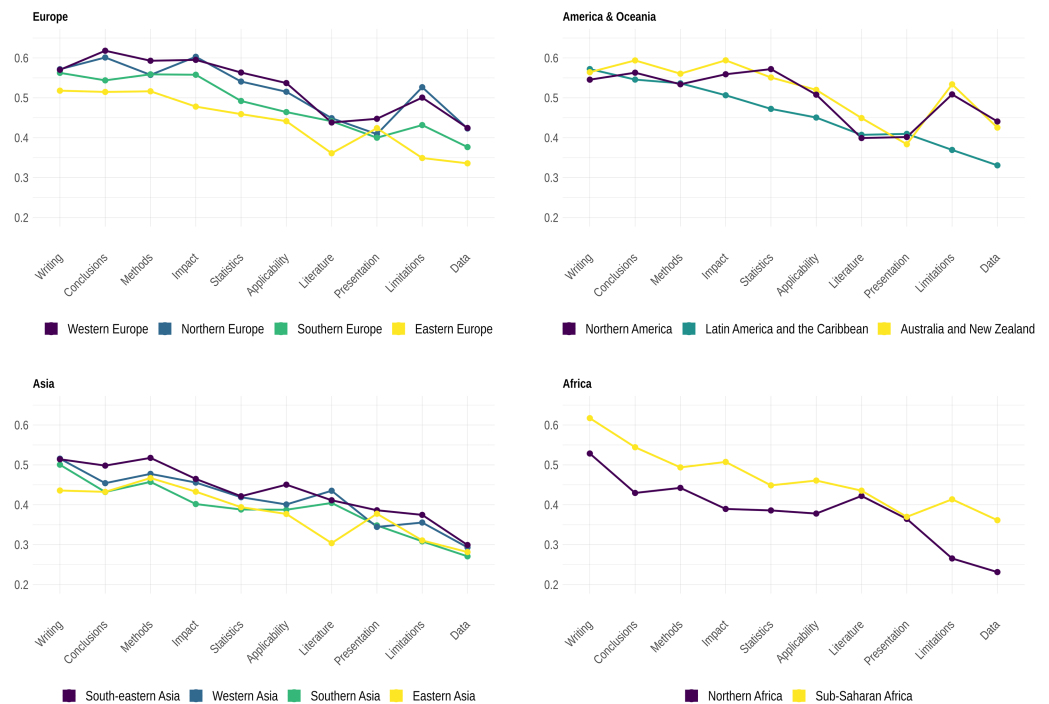 Europe
0.6
0.5
0.4
0.3
0.2
Writing
Conclusions
Methods
Impact
Statistics
Applicability
Literature
Presentation
Limitations
Data
Western Europe
Northern Europe
Southern Europe
Eastern Europe
America & Oceania
0.6
0.5
0.4
0.3
0.2
Writing
Conclusions
Methods
Impact
Statistics
Applicability
Literature
Presentation
Limitations
Data
Northern America
Latin America and the Caribbean
Australia and New Zealand
Asia
0.6
0.5
0.4
0.3
0.2
Writing
Conclusions
Methods
Impact
Statistics
Applicability
Literature
Presentation
Limitations
Data
South-eastern Asia
Western Asia
Southern Asia
Eastern Asia
Africa
0.6
0.5
0.4
0.3
0.2
Writing
Conclusions
Methods
Impact
Statistics
Applicability
Literature
Presentation
Limitations
Data
Northern Africa
Sub-Saharan Africa